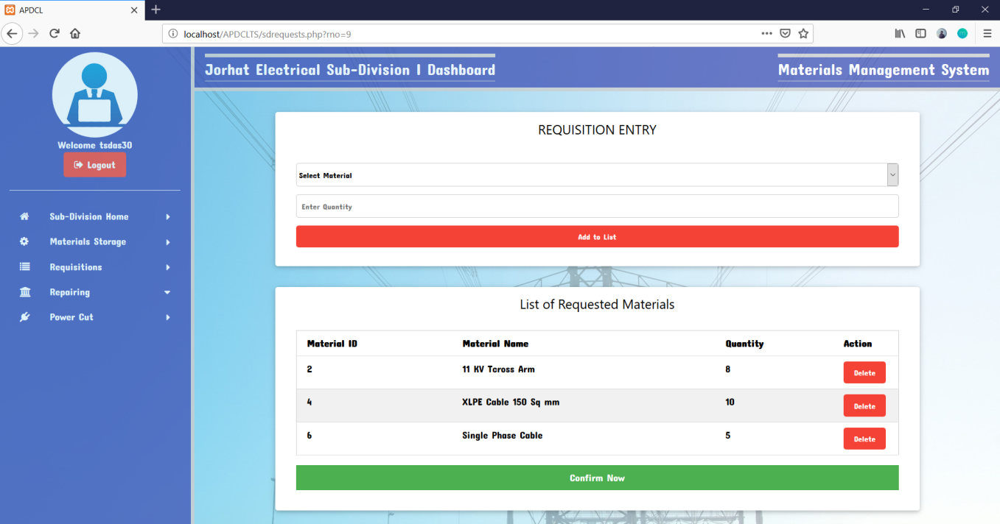 APDCL
localhost/APDCLTS/sdrequests.php?rno=9
Jorhat Electrical Sub-Division | Dashboard
Materials Management System
Welcome tsdas30
Logout
Sub-Division Home
Materials Storage
Requisitions
Repairing
Power Cut
REQUISITION ENTRY
Select Material
Enter Quantity
Add to List
List of Requested Materials
Material ID Material Name Quantity Action
2 11 KV Tcross Arm 8 Delete
4 XLPE Cable 150 Sq mm 10 Delete
6 Single Phase Cable 5 Delete
Confirm Now